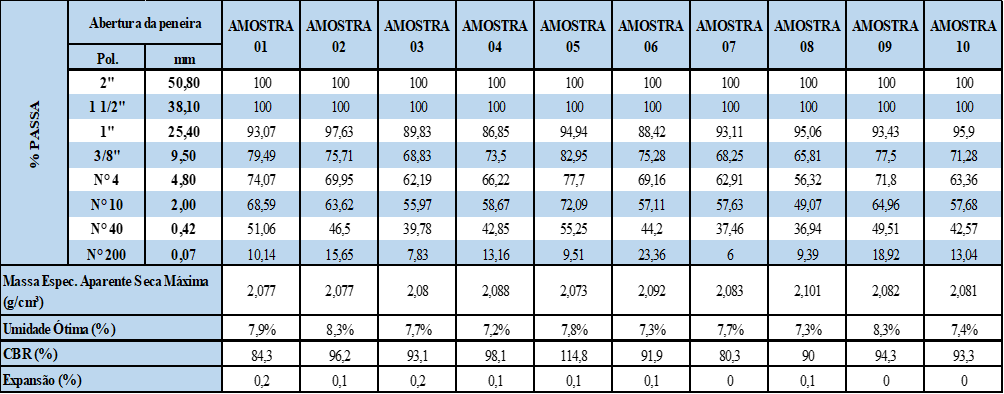 % PASSA
Abertura da peneira AMOSTRA 01 AMOSTRA 02 AMOSTRA 03 AMOSTRA 04 AMOSTRA 05 AMOSTRA 06 AMOSTRA 07 AMOSTRA 08 AMOSTRA 09 AMOSTRA 10
Pol. mm
2" 50,80 100 100 100 100 100 100 100 100 100 100
1 1/2" 38,10 100 100 100 100 100 100 100 100 100 100
1" 25,40 93,07 97,63 89,83 86,85 94,94 88,42 93,11 95,06 93,43 95,9
3/8" 9,50 79,49 75,71 68,83 73,5 82,95 75,28 68,25 65,81 77,5 71,28
N° 4 4,80 74,07 69,95 62,19 66,22 77,7 69,16 62,91 56,32 71,8 63,36
N° 10 2,00 68,59 63,62 55,97 58,67 72,09 57,11 57,63 49,07 64,96 57,68
N° 40 0,42 51,06 46,5 39,78 42,85 55,25 44,2 37,46 36,94 49,51 42,57
N° 200 0,07 10,14 15,65 7,83 13,16 9,51 23,36 6 9,39 18,92 13,04
Massa Espec. Aparente Seca Máxima
(g/cm³) 2,077 2,077 2,08 2,088 2,073 2,092 2,083 2,101 2,082 2,081
Umidade Ótima (%) 7,9% 8,3% 7,7% 7,2% 7,8% 7,3% 7,7% 7,3% 8,3% 7,4%
CBR (%) 84,3 96,2 93,1 98,1 114,8 91,9 80,3 90 94,3 93,3
Expansão (%) 0,2 0,1 0,2 0,1 0,1 0,1 0 0,1 0 0